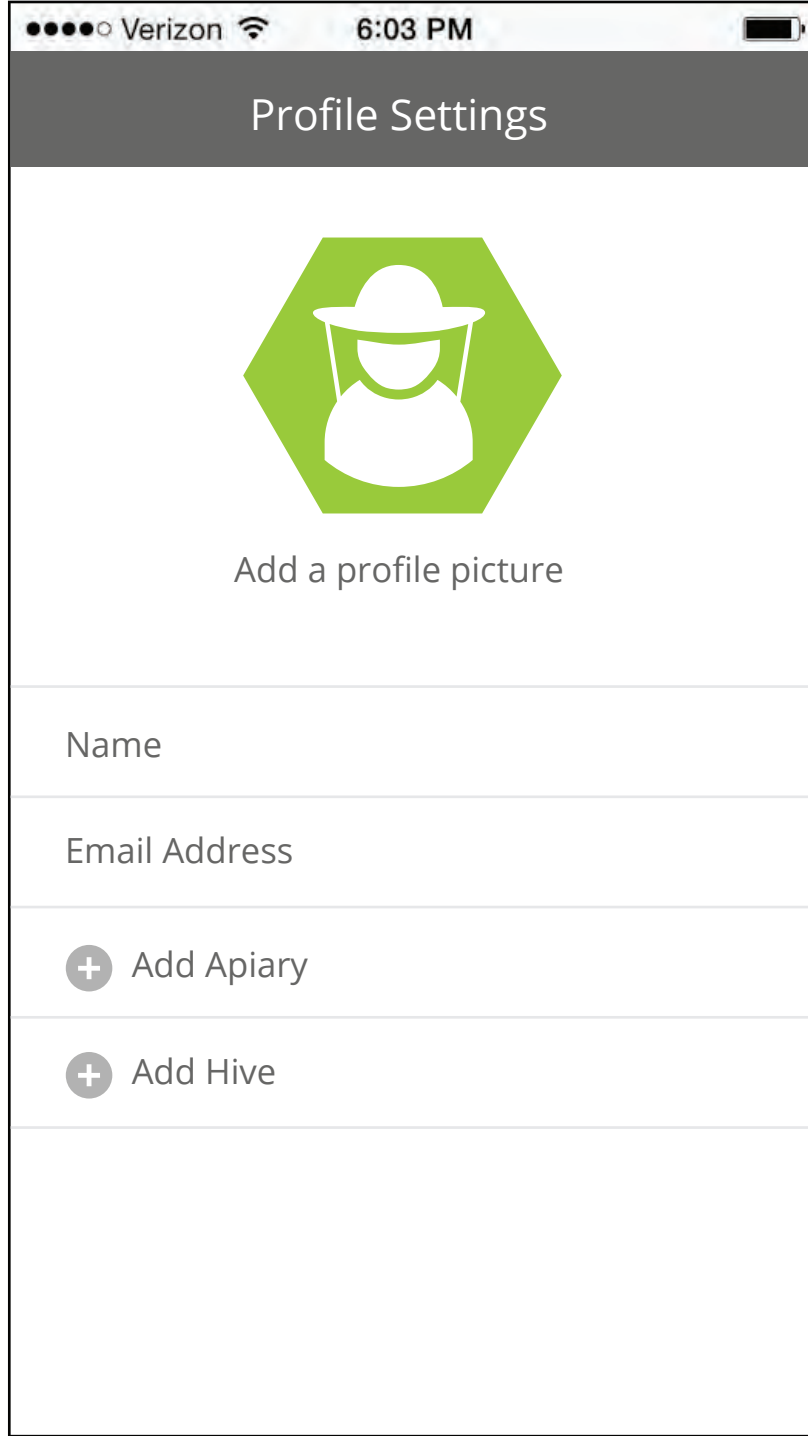 Verizon 6:03 PM
Profile Settings
Add a profile picture
Name
Email Address
Add Apiary
Add Hive